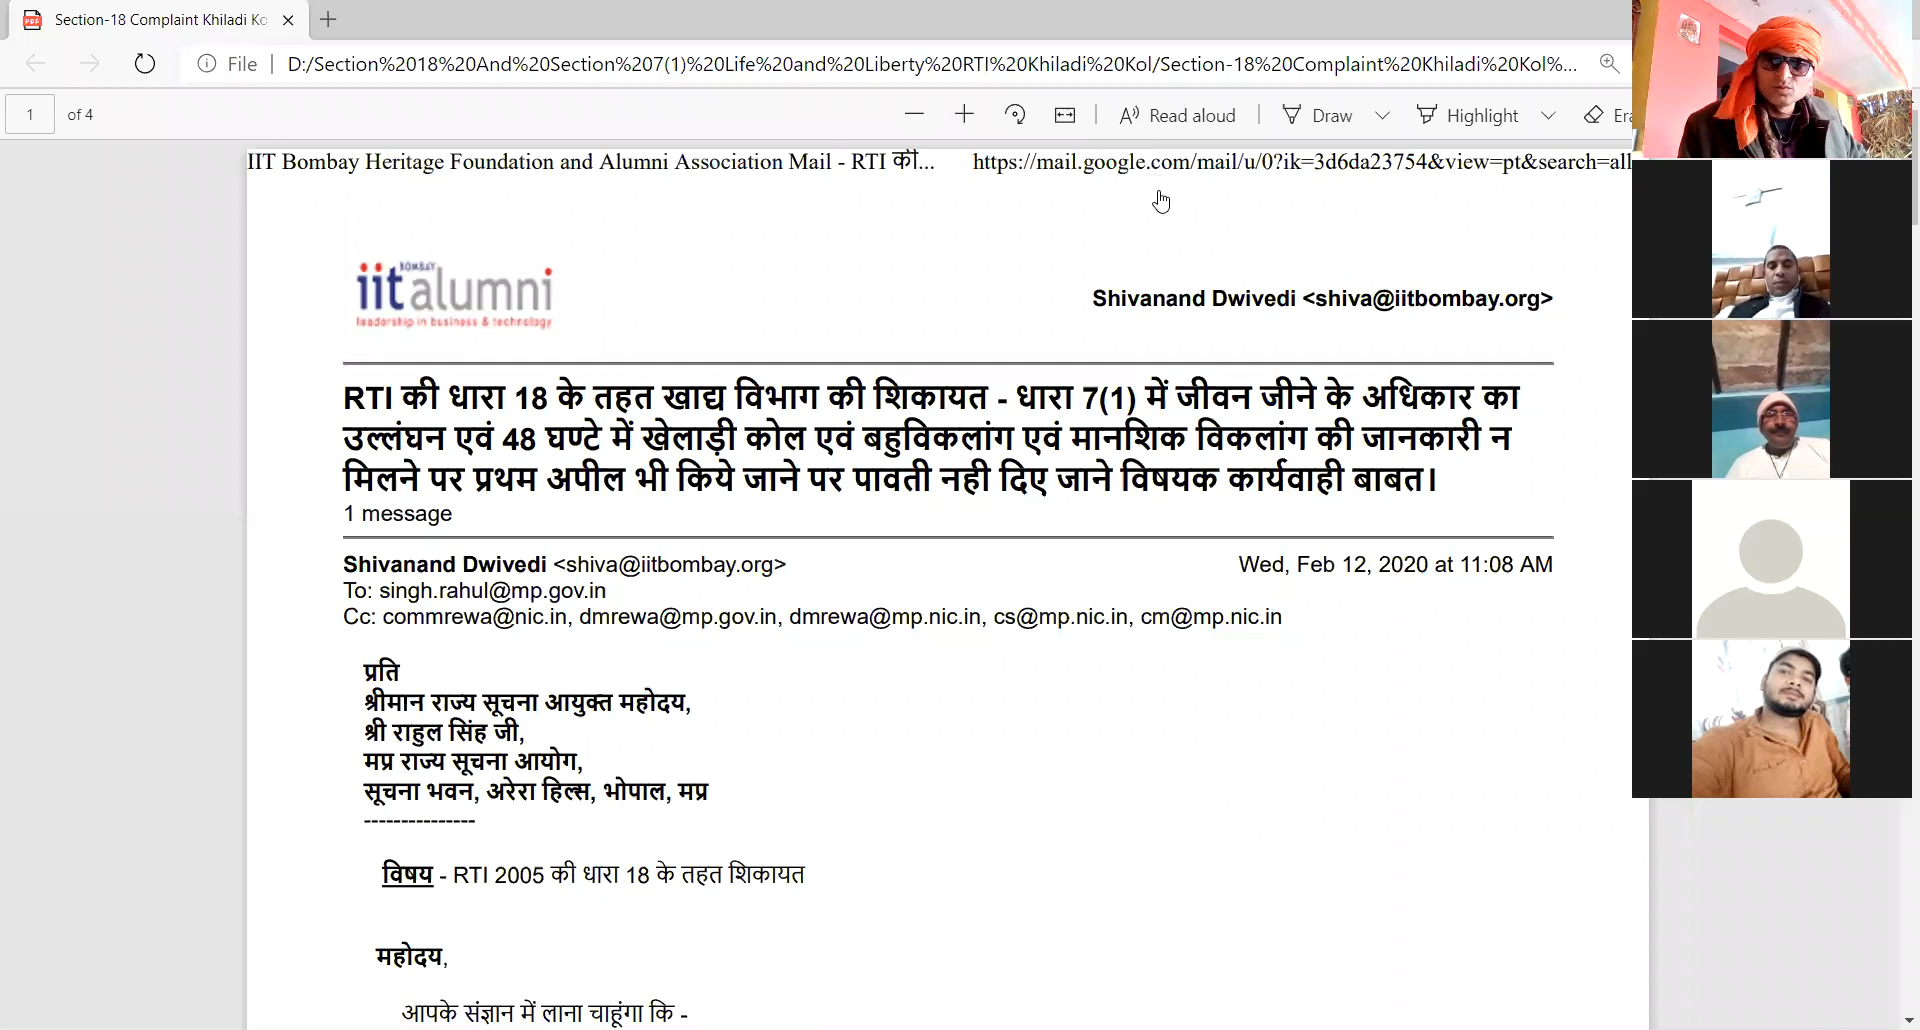 Section-18 Complaint Khiladi Ko
File
D:/Section%2018%20And%20Section%207(1)%20Life%20and%20Liberty%20RTI%20Khiladi%20Kol/Section-18%20Complaint%20Khiladi%20Kol%...
1 of 4
Read aloud
Draw
Highlight
Era
IIT Bombay Heritage Foundation and Alumni Association Mail - RTI की... https://mail.google.com/mail/u/0?ik=3d6da23754&view=pt&search=all
BOMBAY
iitalumni
leadership in business & technology
Shivanand Dwivedi <shiva@iitbombay.org>
RTI की धारा 18 के तहत खाद्य विभाग की शिकायत - धारा 7(1) में जीवन जीने के अधिकार का
उल्लंघन एवं 48 घण्टे में खेलाड़ी कोल एवं बहुविकलांग एवं मानशिक विकलांग की जानकारी न
मिलने पर प्रथम अपील भी किये जाने पर पावती नही दिए जाने विषयक कार्यवाही बाबत।
1 message
Shivanand Dwivedi <shiva@iitbombay.org> Wed, Feb 12, 2020 at 11:08 AM
To: singh.rahul@mp.gov.in
Cc: commrewa@nic.in, dmrewa@mp.gov.in, dmrewa@mp.nic.in, cs@mp.nic.in, cm@mp.nic.in
प्रति
श्रीमान राज्य सूचना आयुक्त महोदय,
श्री राहुल सिंह जी,
मप्र राज्य सूचना आयोग,
सूचना भवन, अरेरा हिल्स, भोपाल, मप्र
---------------
विषय - RTI 2005 की धारा 18 के तहत शिकायत
महोदय,
आपके संज्ञान में लाना चाहूंगा कि -